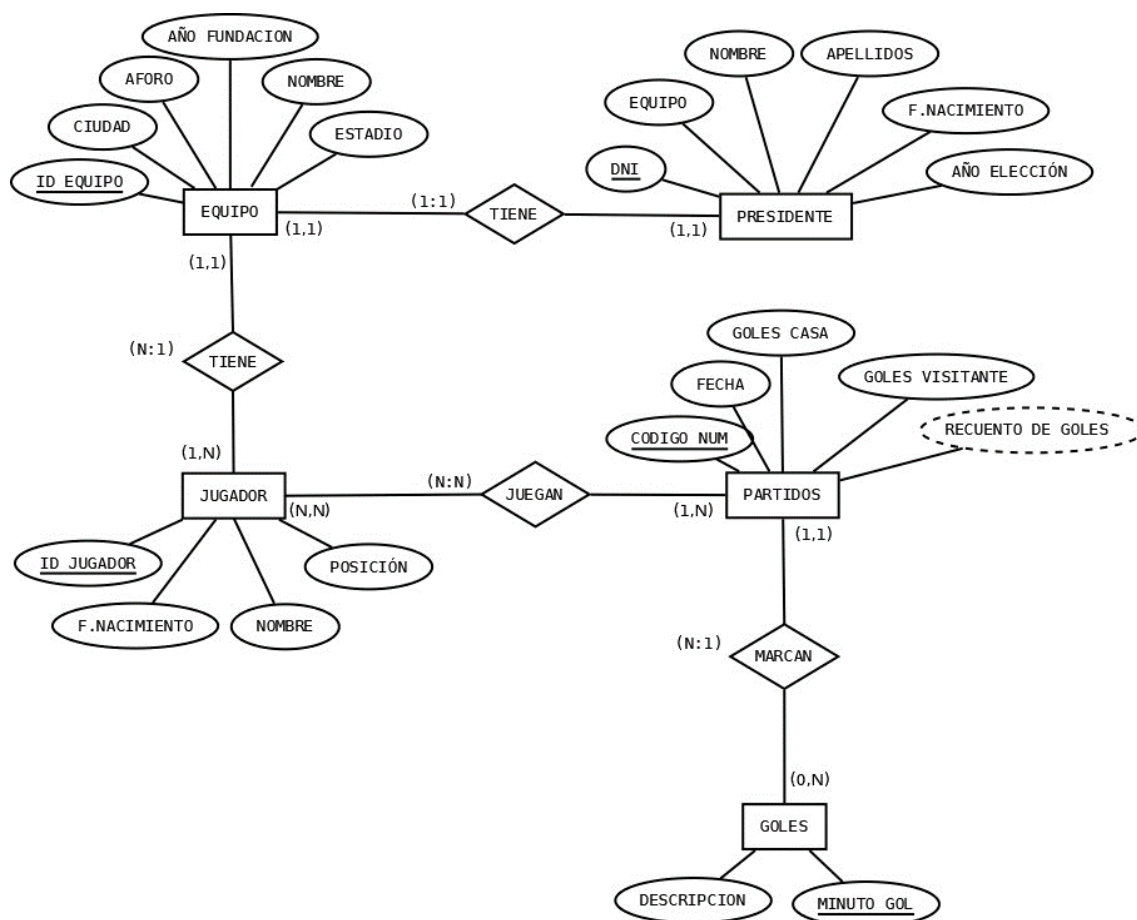 AÑO FUNDACION
AFORO
NOMBRE
CIUDAD
ESTADIO
ID EQUIPO
EQUIPO
(1,1)
(1,1)
(1:1)
TIENE
(1,1)
NOMBRE
APELLIDOS
EQUIPO
F.NACIMIENTO
DNI
AÑO ELECCIÓN
PRESIDENTE
(N:1)
TIENE
(1,N)
JUGADOR
(N,N)
ID JUGADOR
POSICIÓN
F.NACIMIENTO
NOMBRE
(N:N)
JUEGAN
(1,N)
GOLES CASA
FECHA
GOLES VISITANTE
CODIGO NUM
RECUENTO DE GOLES
PARTIDOS
(1,1)
(N:1)
MARCAN
(0,N)
GOLES
DESCRIPCION
MINUTO GOL